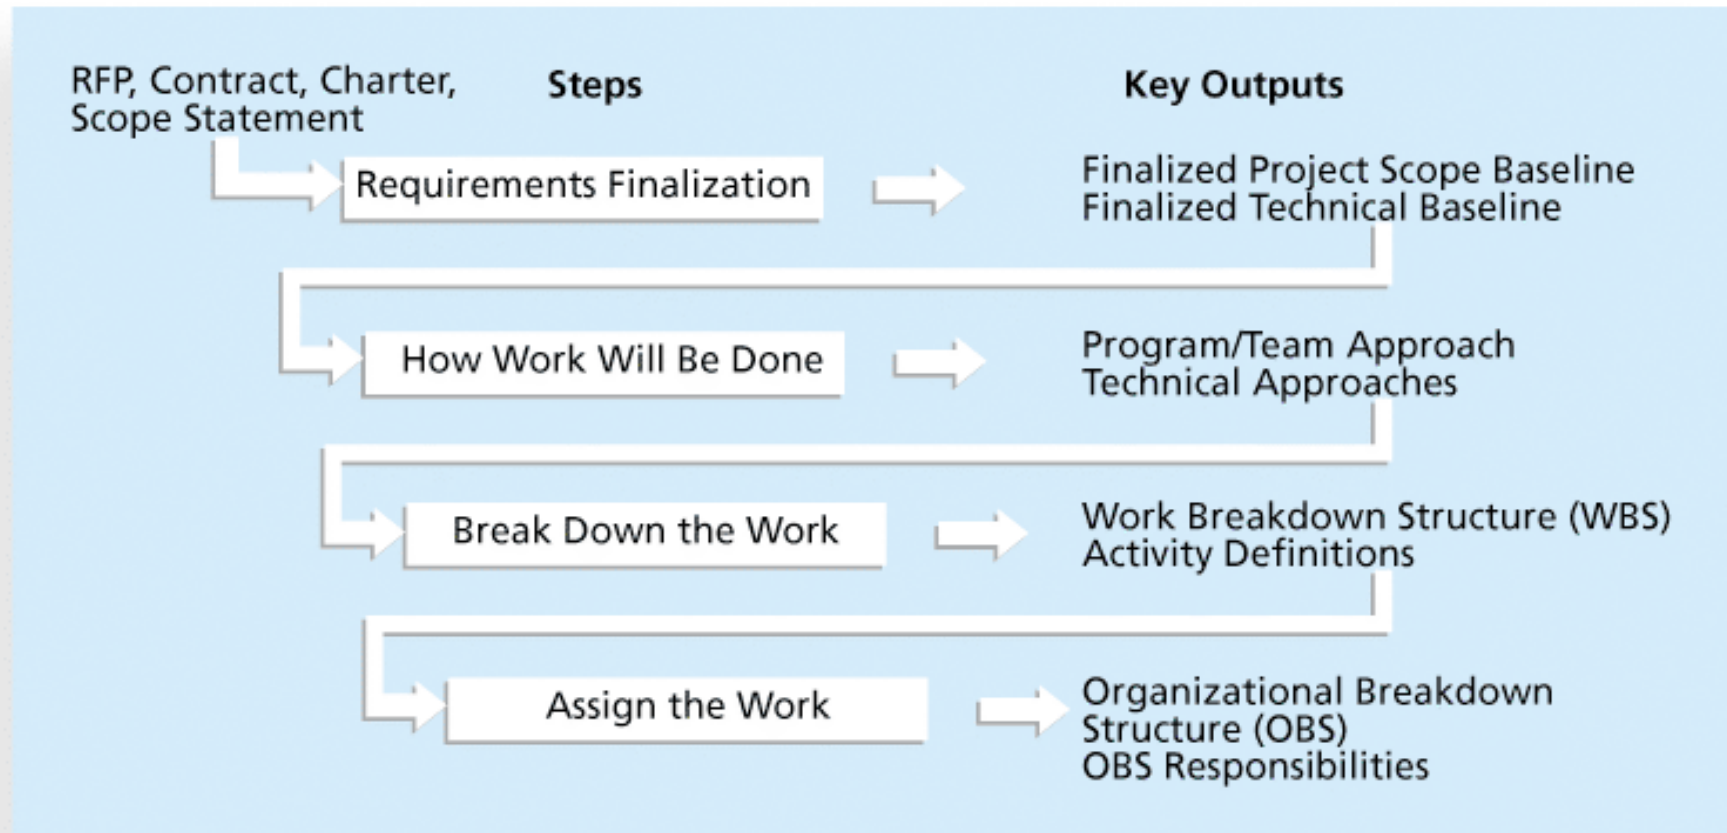 RFP, Contract, Charter,
Scope Statement
Steps
Key Outputs
Requirements Finalization
Finalized Project Scope Baseline
Finalized Technical Baseline
How Work Will Be Done
Program/Team Approach
Technical Approaches
Break Down the Work
Work Breakdown Structure (WBS)
Activity Definitions
Assign the Work
Organizational Breakdown
Structure (OBS)
OBS Responsibilities